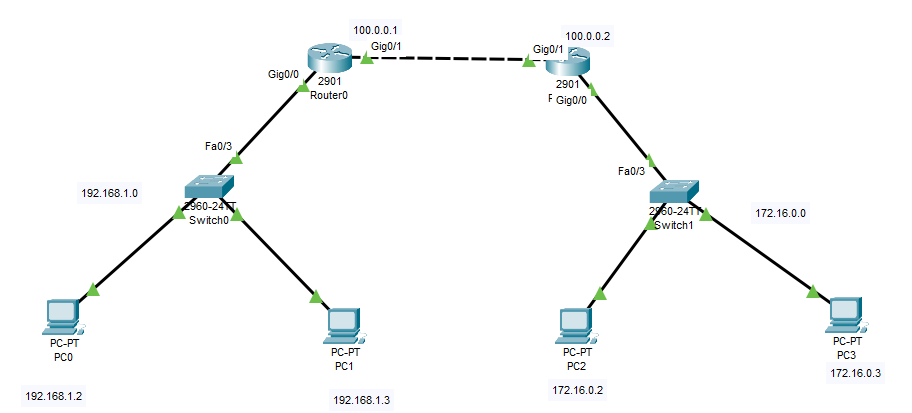 100.0.0.1
Gig0/1
100.0.0.2
Gig0/1
Gig0/0
2901
Router0
2901
Gig0/0
Fa0/3
Fa0/3
192.168.1.0
2960-24TT
Switch0
2960-24TT
Switch1
172.16.0.0
PC-PT
PC0
PC-PT
PC1
PC-PT
PC2
PC-PT
PC3
192.168.1.2
192.168.1.3
172.16.0.2
172.16.0.3